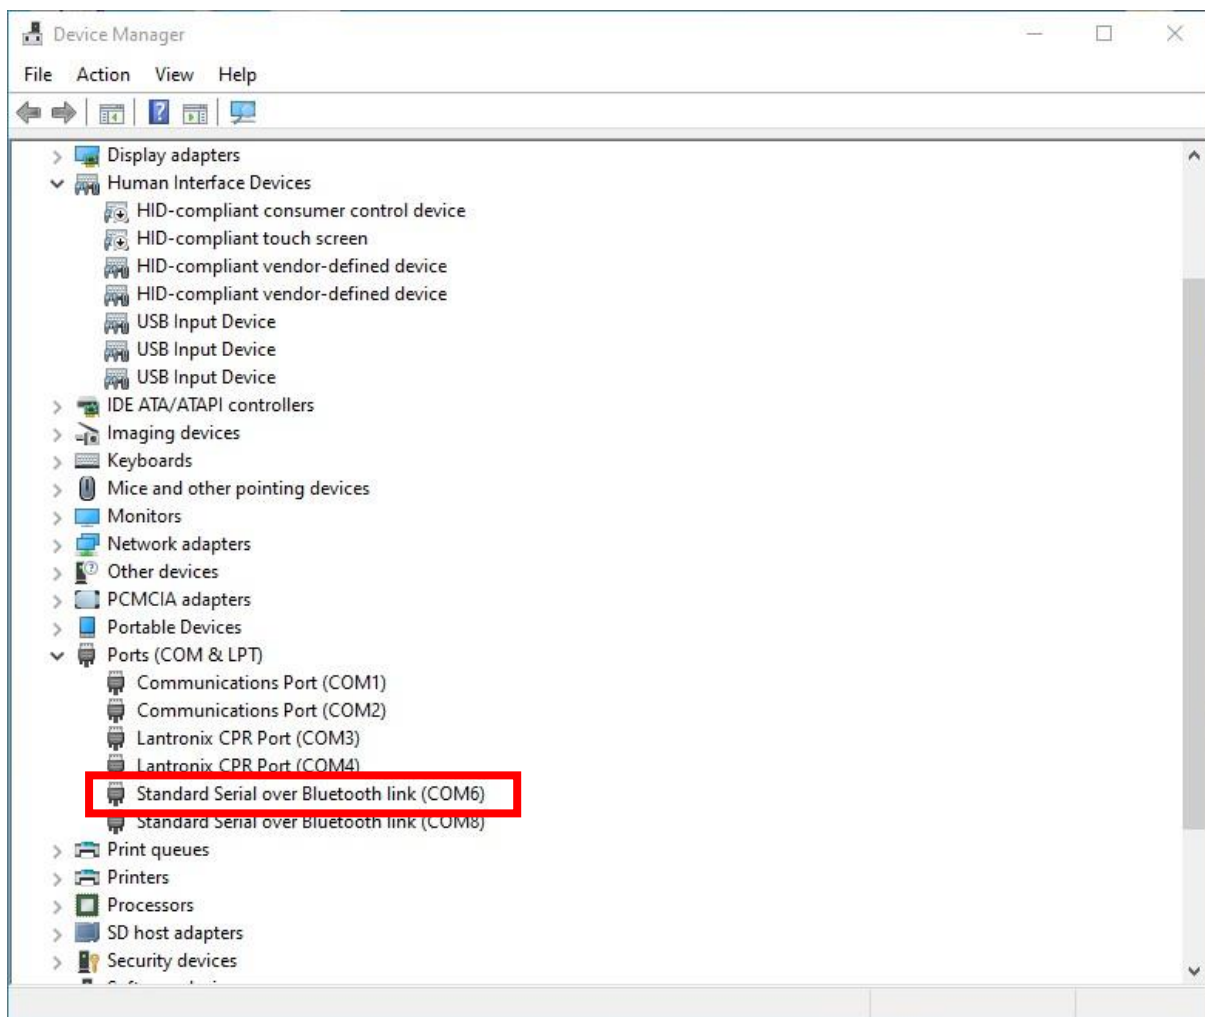 Device Manager
File Action View Help
Display adapters
Human Interface Devices
HID-compliant consumer control device
HID-compliant touch screen
HID-compliant vendor-defined device
HID-compliant vendor-defined device
USB Input Device
USB Input Device
USB Input Device
IDE ATA/ATAPI controllers
Imaging devices
Keyboards
Mice and other pointing devices
Monitors
Network adapters
Other devices
PCMCIA adapters
Portable Devices
Ports (COM & LPT)
Communications Port (COM1)
Communications Port (COM2)
Lantronix CPR Port (COM3)
Lantronix CPR Port (COM4)
Standard Serial over Bluetooth link (COM6)
Standard Serial over Bluetooth link (COM8)
Print queues
Printers
Processors
SD host adapters
Security devices